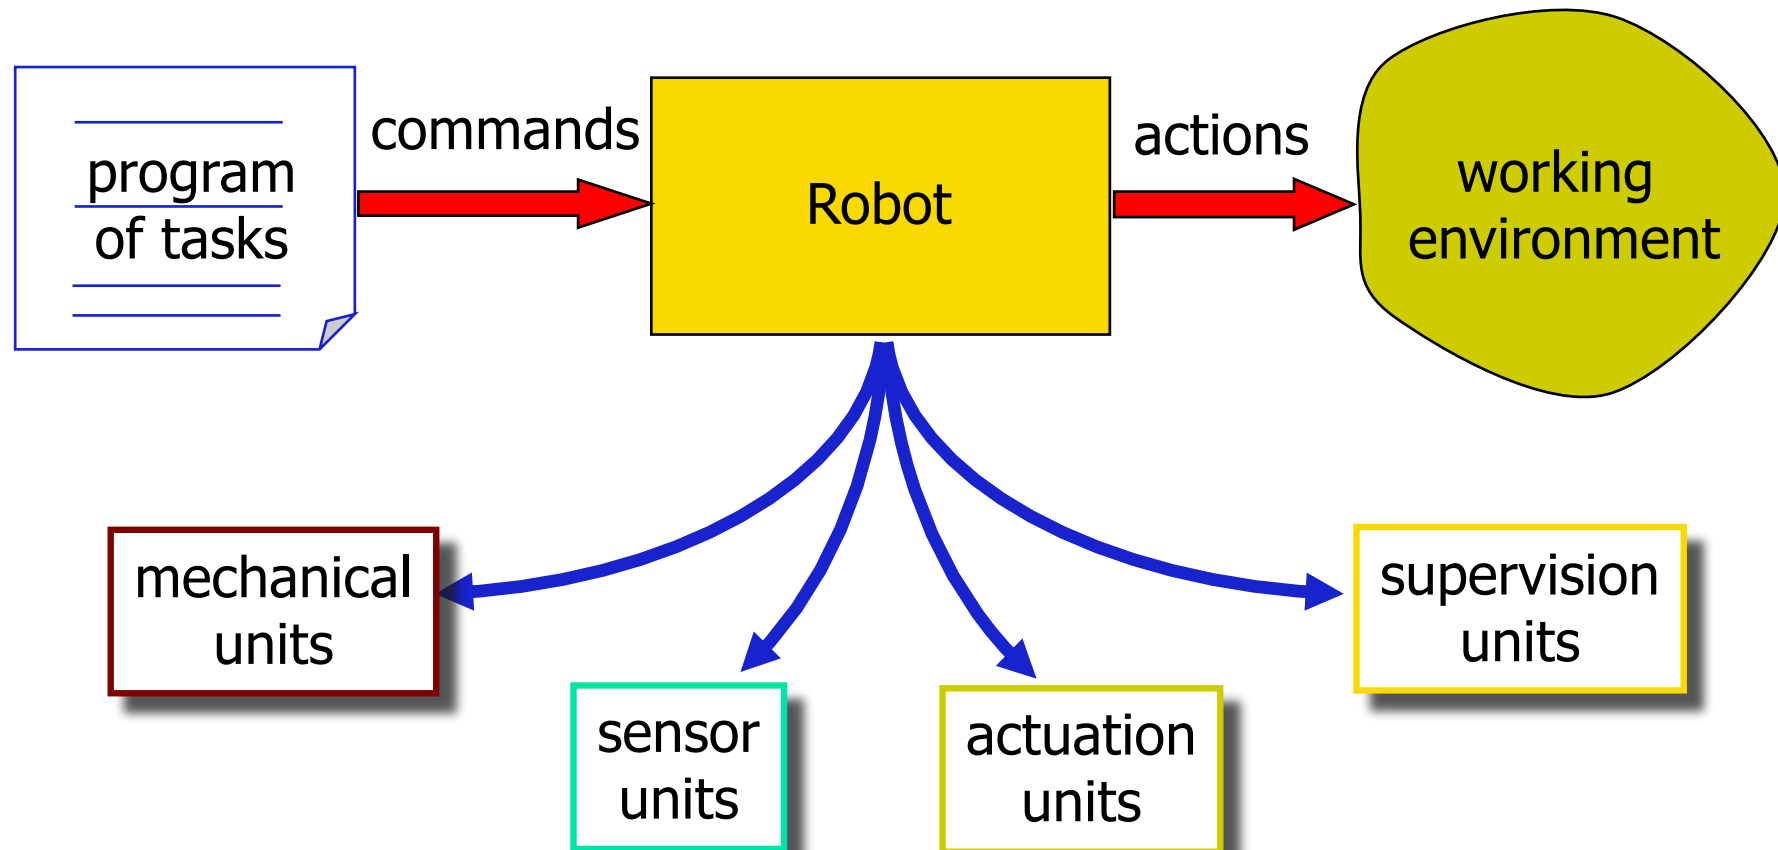 commands
actions
program
of tasks
Robot
working
environment
mechanical
units
sensor
units
actuation
units
supervision
units